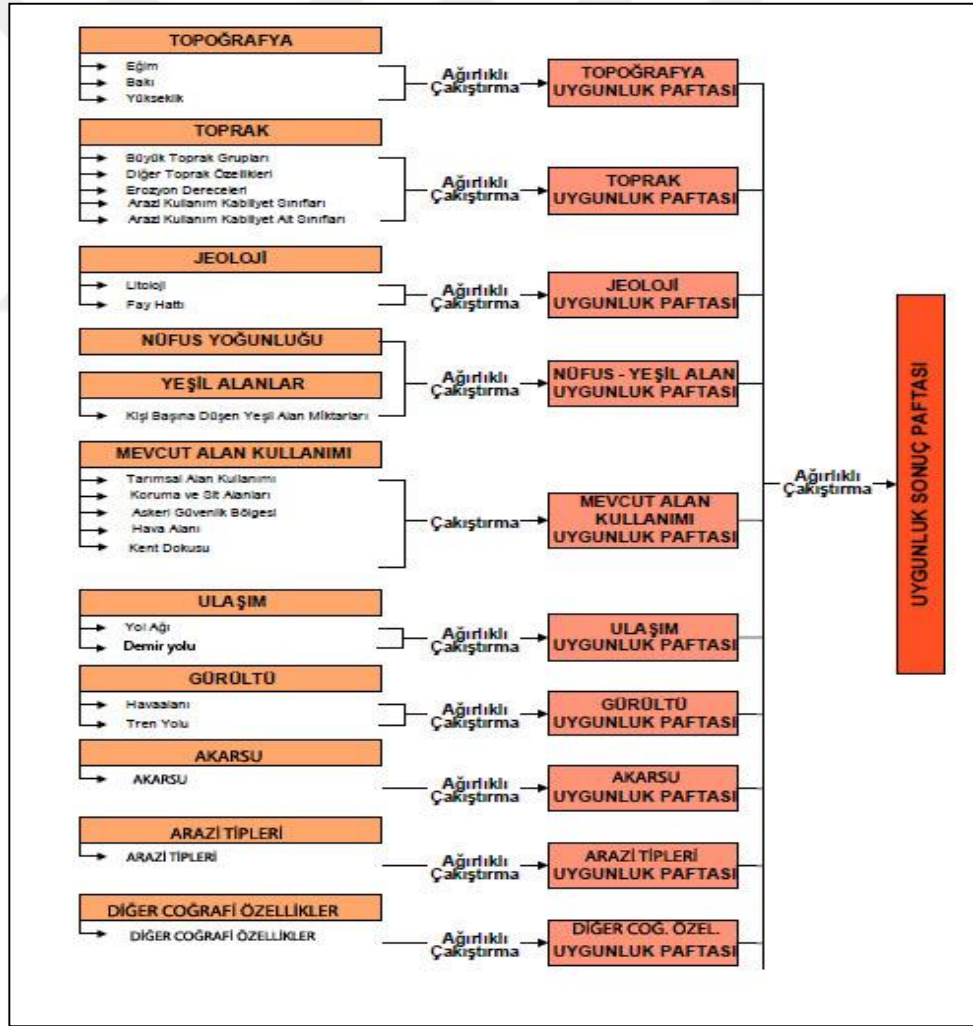 TOPOĞRAFYA
Eğim
Bakı
Yükseklik
Ağırlıklı
Çakıştırma
TOPOĞRAFYA
UYGUNLUK PAFTASI
TOPRAK
Büyük Toprak Grupları
Diğer Toprak Özellikleri
Erozyon Dereceleri
Arazi Kullanım Kabiliyet Sınıfları
Arazi Kullanım Kabiliyet Alt Sınıfları
Ağırlıklı
Çakıştırma
TOPRAK
UYGUNLUK PAFTASI
JEOLOJİ
Litoloji
Fay Hattı
Ağırlıklı
Çakıştırma
JEOLOJİ
UYGUNLUK PAFTASI
NÜFUS YOĞUNLUĞU
YEŞİL ALANLAR
Kişi Başına Düşen Yeşil Alan Miktarları
Ağırlıklı
Çakıştırma
NÜFUS - YEŞİL ALAN
UYGUNLUK PAFTASI
MEVCUT ALAN KULLANIMI
Tarımsal Alan Kullanımı
Koruma ve Sit Alanları
Askeri Güvenlik Bölgesi
Hava Alanı
Kent Dokusu
Çakıştırma
MEVCUT ALAN
KULLANIMI
UYGUNLUK PAFTASI
ULAŞIM
Yol Ağı
Demir yolu
Ağırlıklı
Çakıştırma
ULAŞIM
UYGUNLUK PAFTASI
GÜRÜLTÜ
Havaalanı
Tren Yolu
Ağırlıklı
Çakıştırma
GÜRÜLTÜ
UYGUNLUK PAFTASI
AKARSU
AKARSU
Ağırlıklı
Çakıştırma
AKARSU
UYGUNLUK PAFTASI
ARAZİ TİPLERİ
ARAZİ TİPLERİ
Ağırlıklı
Çakıştırma
ARAZİ TİPLERİ
UYGUNLUK PAFTASI
DİĞER COĞRAFİ ÖZELLİKLER
DİĞER COĞRAFİ ÖZELLİKLER
Ağırlıklı
Çakıştırma
DİĞER COĞ. ÖZEL.
UYGUNLUK PAFTASI
Ağırlıklı
Çakıştırma
UYGUNLUK SONUÇ PAFTASI